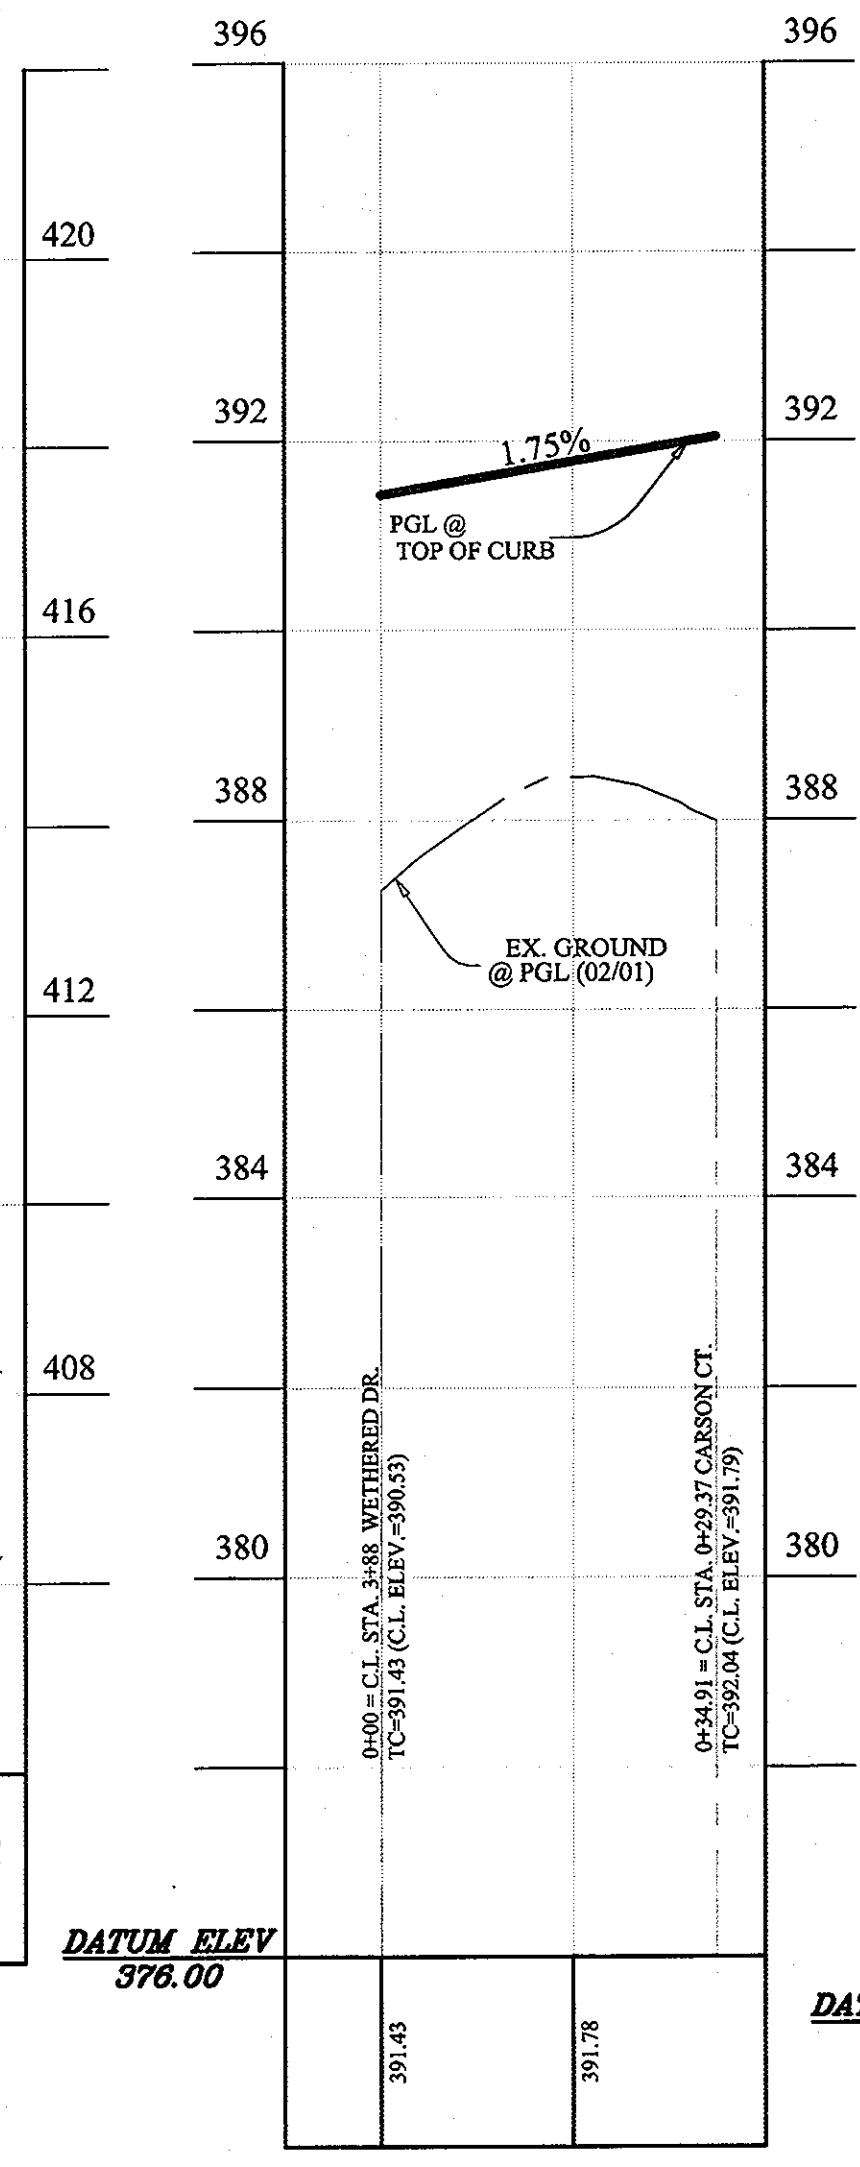 396
396
420
392
392
1.75%
PGL @
TOP OF CURB
416
388
388
EX. GROUND
@ PGL (02/01)
412
384
384
408
0+00 = C.L. STA. 3+88 WETHERED DR.
TC=391.43 (C.L. ELEV.=390.53)
0+34.91 = C.L. STA. 0+29.37 CARSON CT.
TC=392.04 (C.L. ELEV.=391.79)
380
380
DATUM ELEV
376.00
391.43
391.78